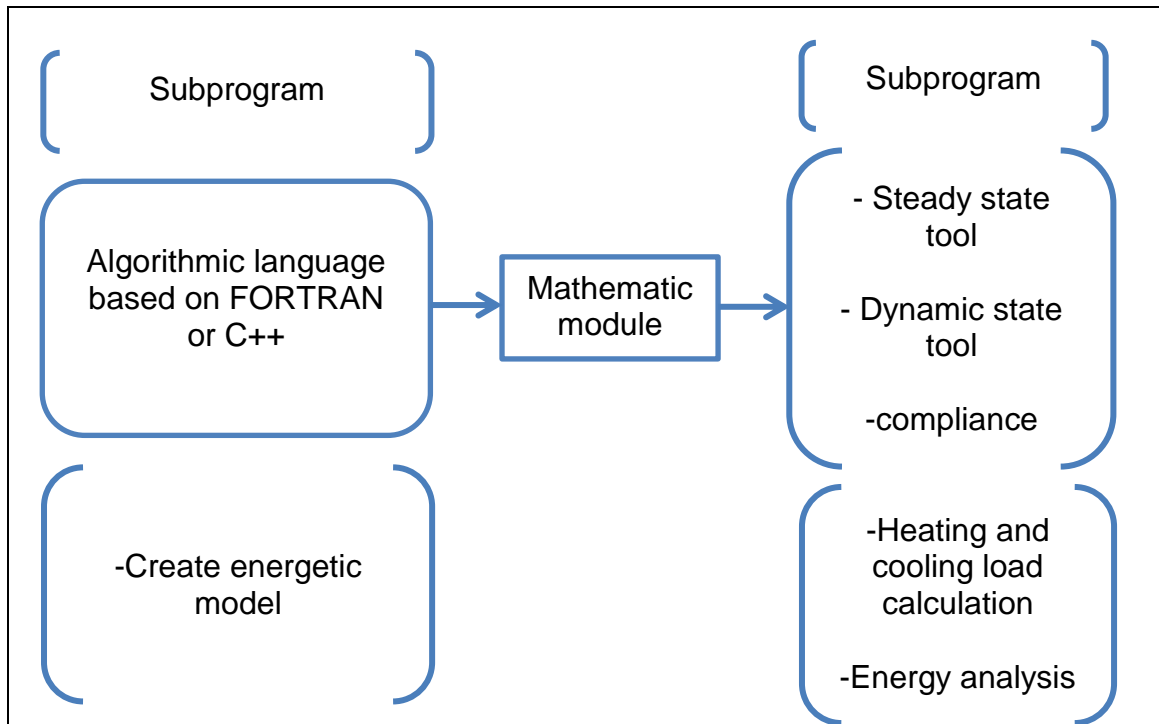 Subprogram
Algorithmic language
based on FORTRAN
or C++
-Create energetic
model
Mathematic
module
Subprogram
- Steady state
tool
- Dynamic state
tool
-compliance
-Heating and
cooling load
calculation
-Energy analysis